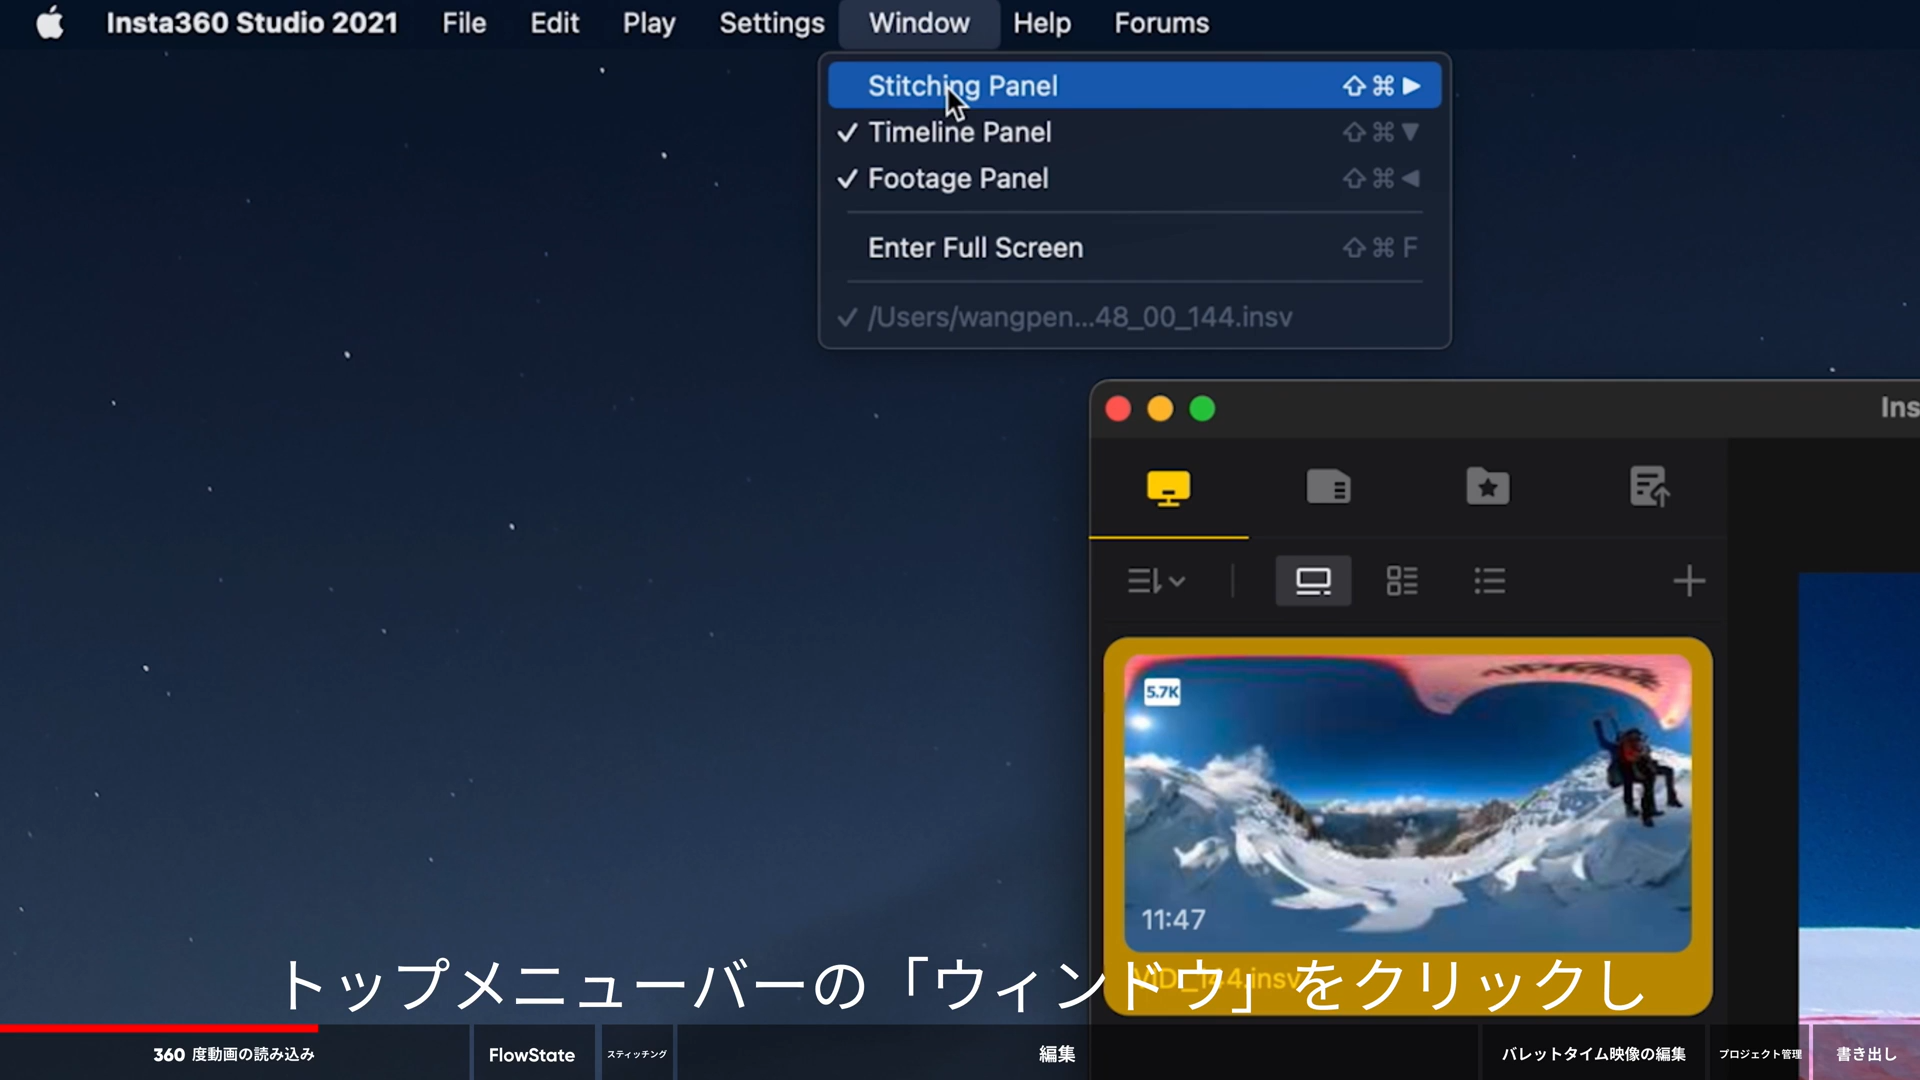 Insta360 Studio 2021 File Edit Play Settings Window Help Forums
Stitching Panel ⇧⌘▶
✓ Timeline Panel ⇧⌘▼
✓ Footage Panel ⇧⌘◀
Enter Full Screen ⇧⌘F
✓ /Users/wangpen...48_00_144.insv
Ins
5.7K
11:47
VID_144.insv
トップメニューバーの「ウィンドウ」をクリックし
360 度動画の読み込み FlowState スティッチング 編集 バレットタイム映像の編集 プロジェクト管理 書き出し